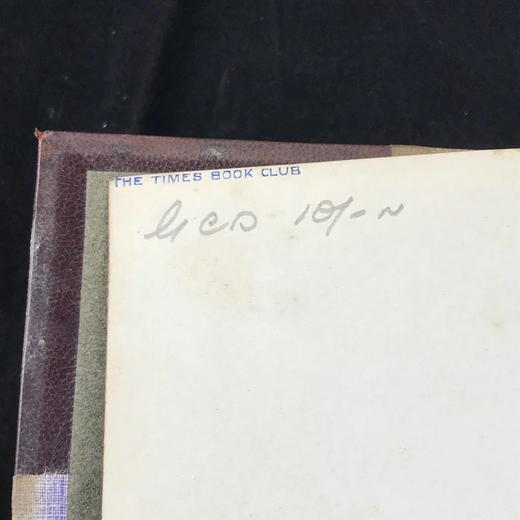 THE TIMES BOOK CLUB
10/- N